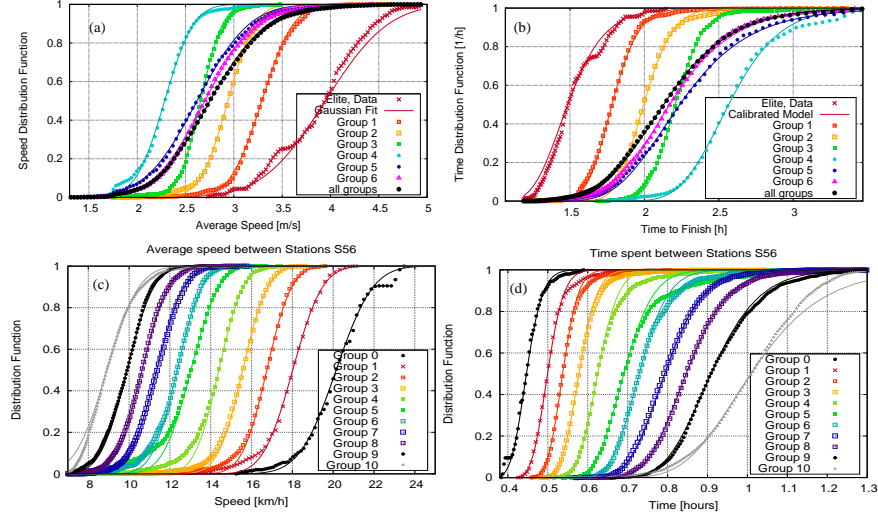 (a)
Speed Distribution Function
1
0.8
0.6
0.4
0.2
0
1.5
2
2.5
3
3.5
4
4.5
5
Average Speed [m/s]
Elite, Data
Gaussian Fit
Group 1
Group 2
Group 3
Group 4
Group 5
Group 6
all groups
(b)
Time Distribution Function [1/h]
1
0.8
0.6
0.4
0.2
0
1.5
2
2.5
3
Time to Finish [h]
Elite, Data
Calibrated Model
Group 1
Group 2
Group 3
Group 4
Group 5
Group 6
all groups
Average speed between Stations S56
(c)
Distribution Function
1
0.8
0.6
0.4
0.2
0
8
10
12
14
16
18
20
22
24
Speed [km/h]
Group 0
Group 1
Group 2
Group 3
Group 4
Group 5
Group 6
Group 7
Group 8
Group 9
Group 10
Time spent between Stations S56
(d)
Distribution Function
1
0.8
0.6
0.4
0.2
0
0.4
0.5
0.6
0.7
0.8
0.9
1
1.1
1.2
1.3
Time [hours]
Group 0
Group 1
Group 2
Group 3
Group 4
Group 5
Group 6
Group 7
Group 8
Group 9
Group 10